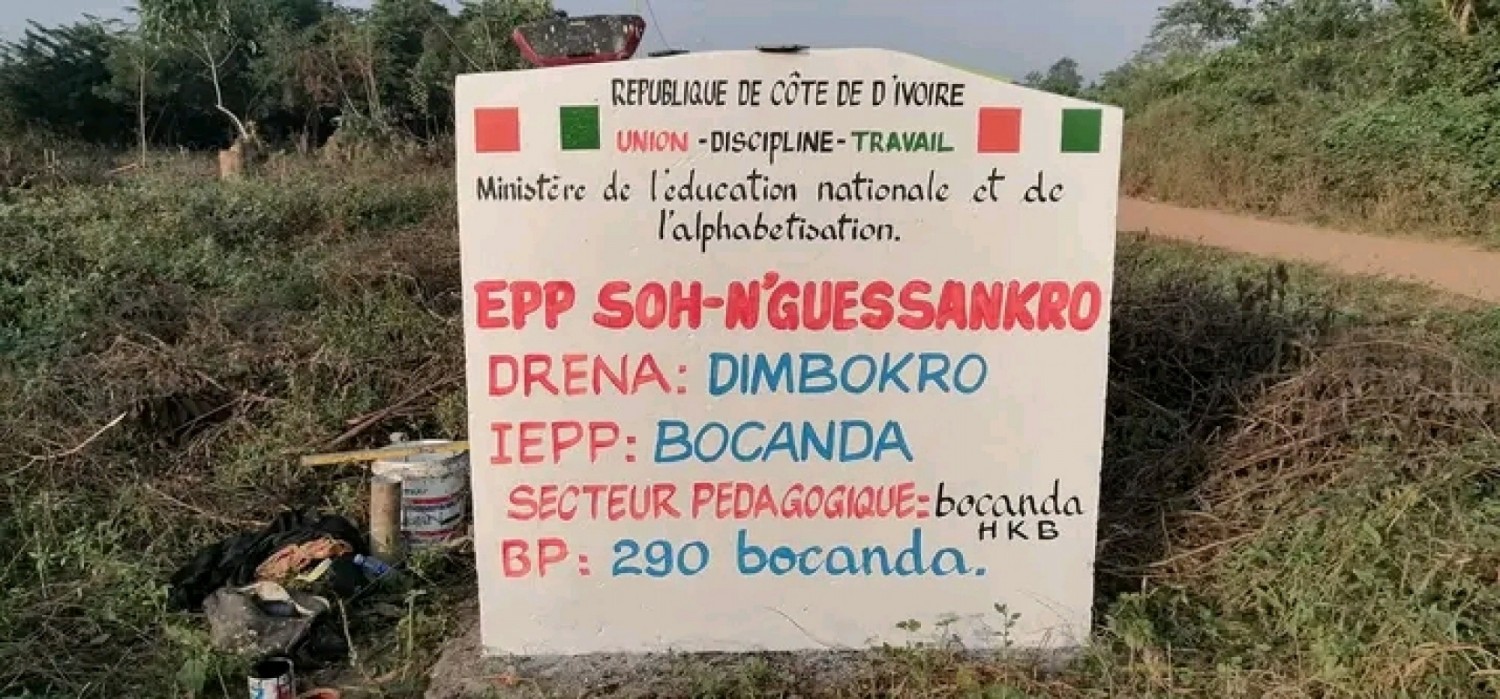 REPUBLIQUE DE CÔTE DE D'IVOIRE
UNION - DISCIPLINE - TRAVAIL
Ministère de l'éducation nationale et de
l'alphabetisation.
EPP SOH-N'GUESSANKRO
DRENA: DIMBOKRO
IEPP: BOCANDA
SECTEUR PEDAGOGIQUE: bocanda
HKB
BP: 290 bocanda.